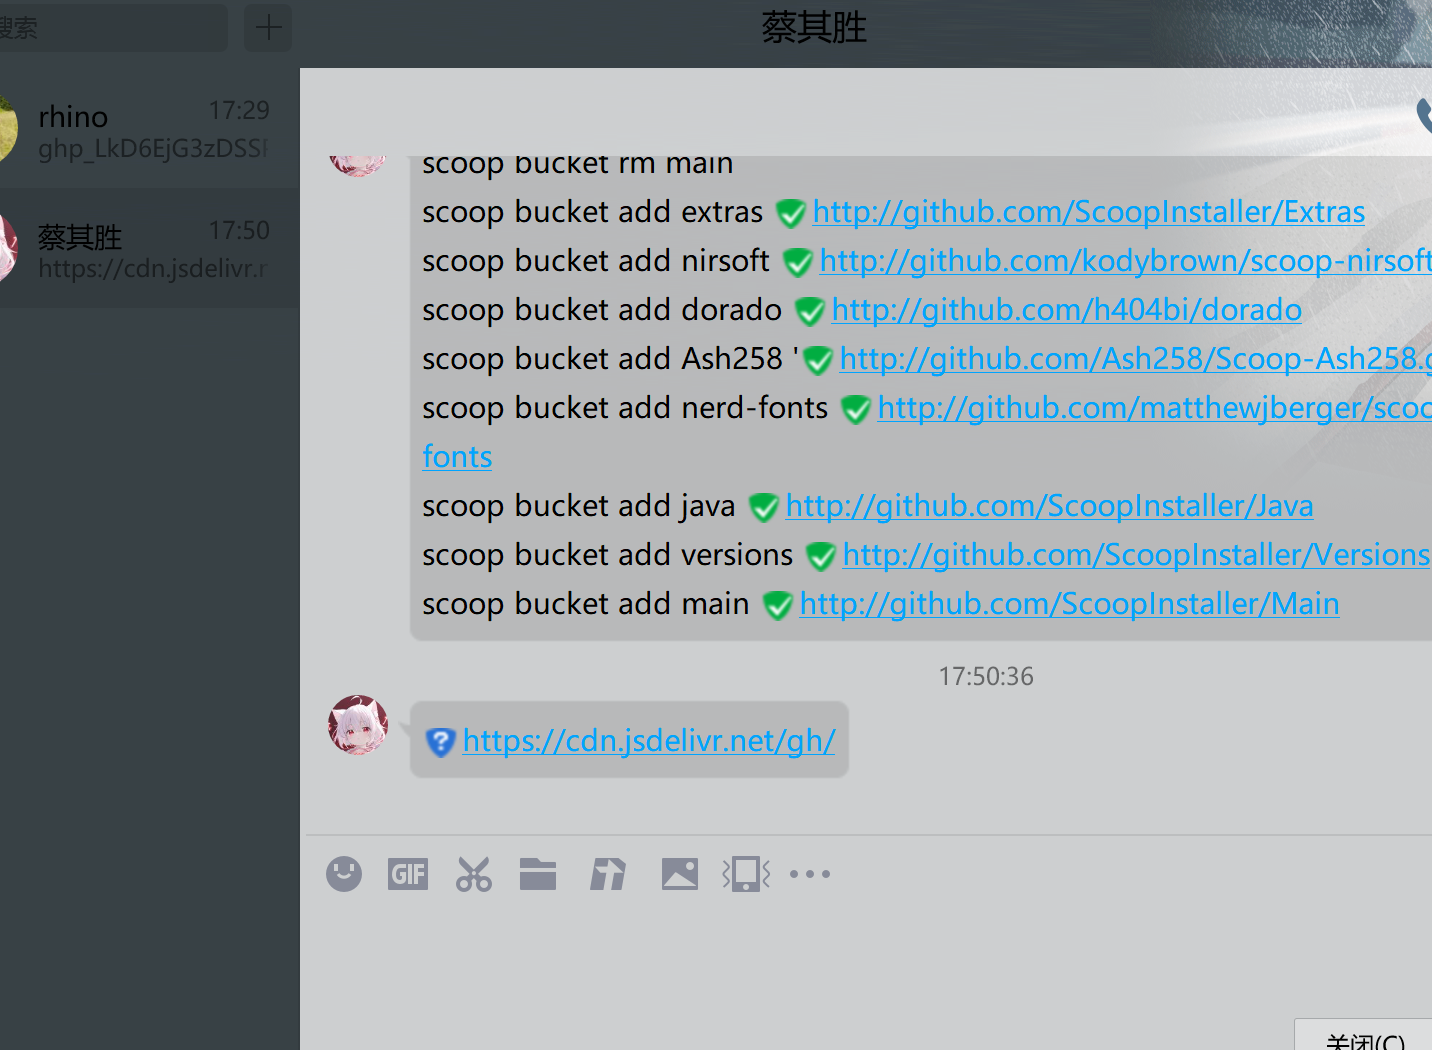 搜索
蔡其胜
rhino 17:29
ghp_LkD6EjG3zDSS
蔡其胜 17:50
https://cdn.jsdelivr.r
scoop bucket rm main
scoop bucket add extras http://github.com/ScoopInstaller/Extras
scoop bucket add nirsoft http://github.com/kodybrown/scoop-nirsoft
scoop bucket add dorado http://github.com/h404bi/dorado
scoop bucket add Ash258 'http://github.com/Ash258/Scoop-Ash258.g
scoop bucket add nerd-fonts http://github.com/matthewjberger/scoo
fonts
scoop bucket add java http://github.com/ScoopInstaller/Java
scoop bucket add versions http://github.com/ScoopInstaller/Versions
scoop bucket add main http://github.com/ScoopInstaller/Main
17:50:36
https://cdn.jsdelivr.net/gh/
GIF
关闭(C)